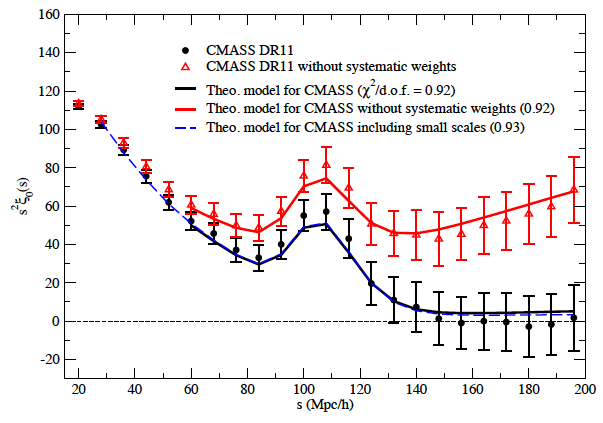 160
140
120
100
80
60
40
20
0
-20
s²ξ₀(s)
CMASS DR11
CMASS DR11 without systematic weights
Theo. model for CMASS (χ²/d.o.f. = 0.92)
Theo. model for CMASS without systematic weights (0.92)
Theo. model for CMASS including small scales (0.93)
20 40 60 80 100 120 140 160 180 200
s (Mpc/h)